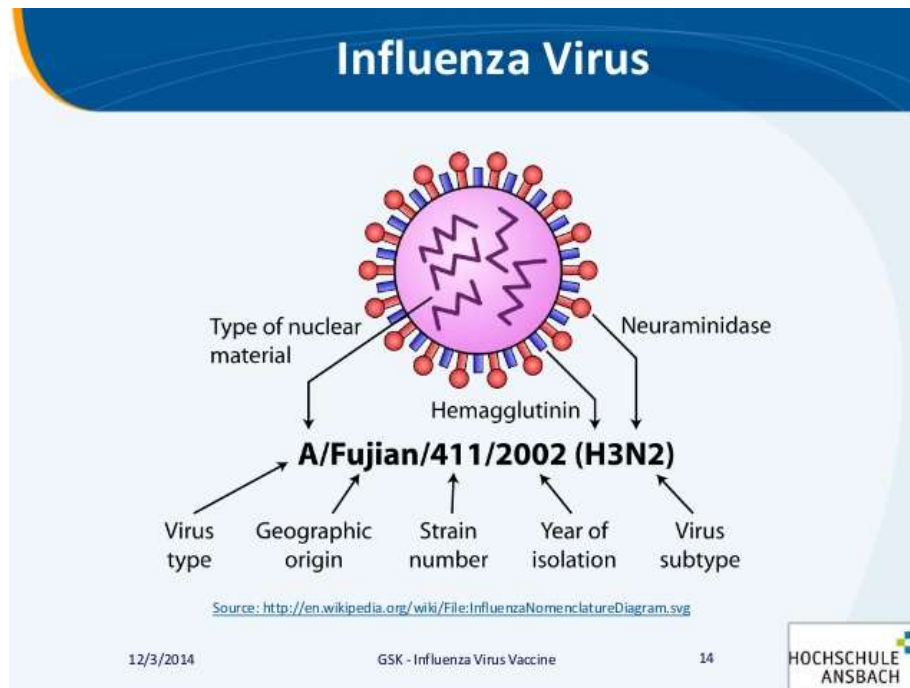 Influenza Virus
Type of nuclear
material
Neuraminidase
Hemagglutinin
A/Fujian/411/2002 (H3N2)
Virus
type
Geographic
origin
Strain
number
Year of
isolation
Virus
subtype
Source: http://en.wikipedia.org/wiki/File:InfluenzaNomenclatureDiagram.svg
12/3/2014
GSK - Influenza Virus Vaccine
14
HOCHSCHULE
ANSBACH